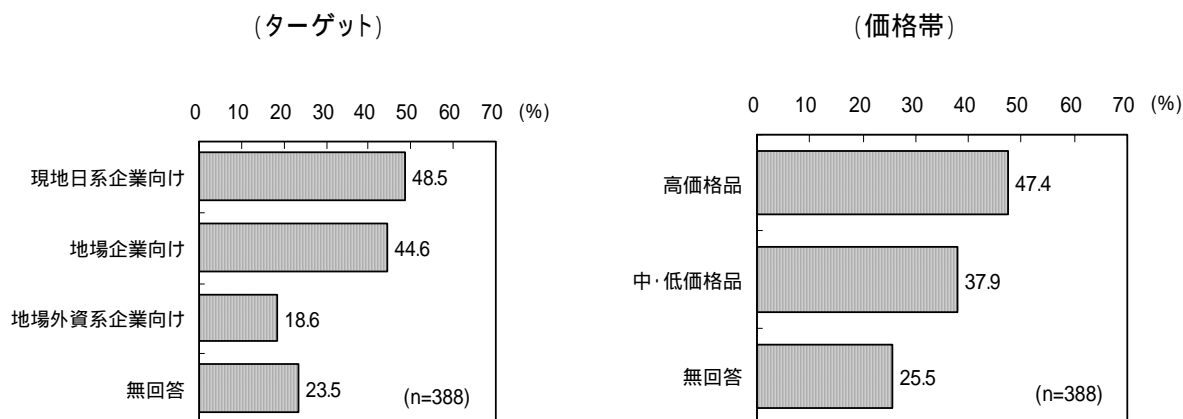 (ターゲット)
0 10 20 30 40 50 60 70 (%)
現地日系企業向け 48.5
地場企業向け 44.6
地場外資系企業向け 18.6
無回答 23.5
(n=388)
(価格帯)
0 10 20 30 40 50 60 70 (%)
高価格品 47.4
中・低価格品 37.9
無回答 25.5
(n=388)